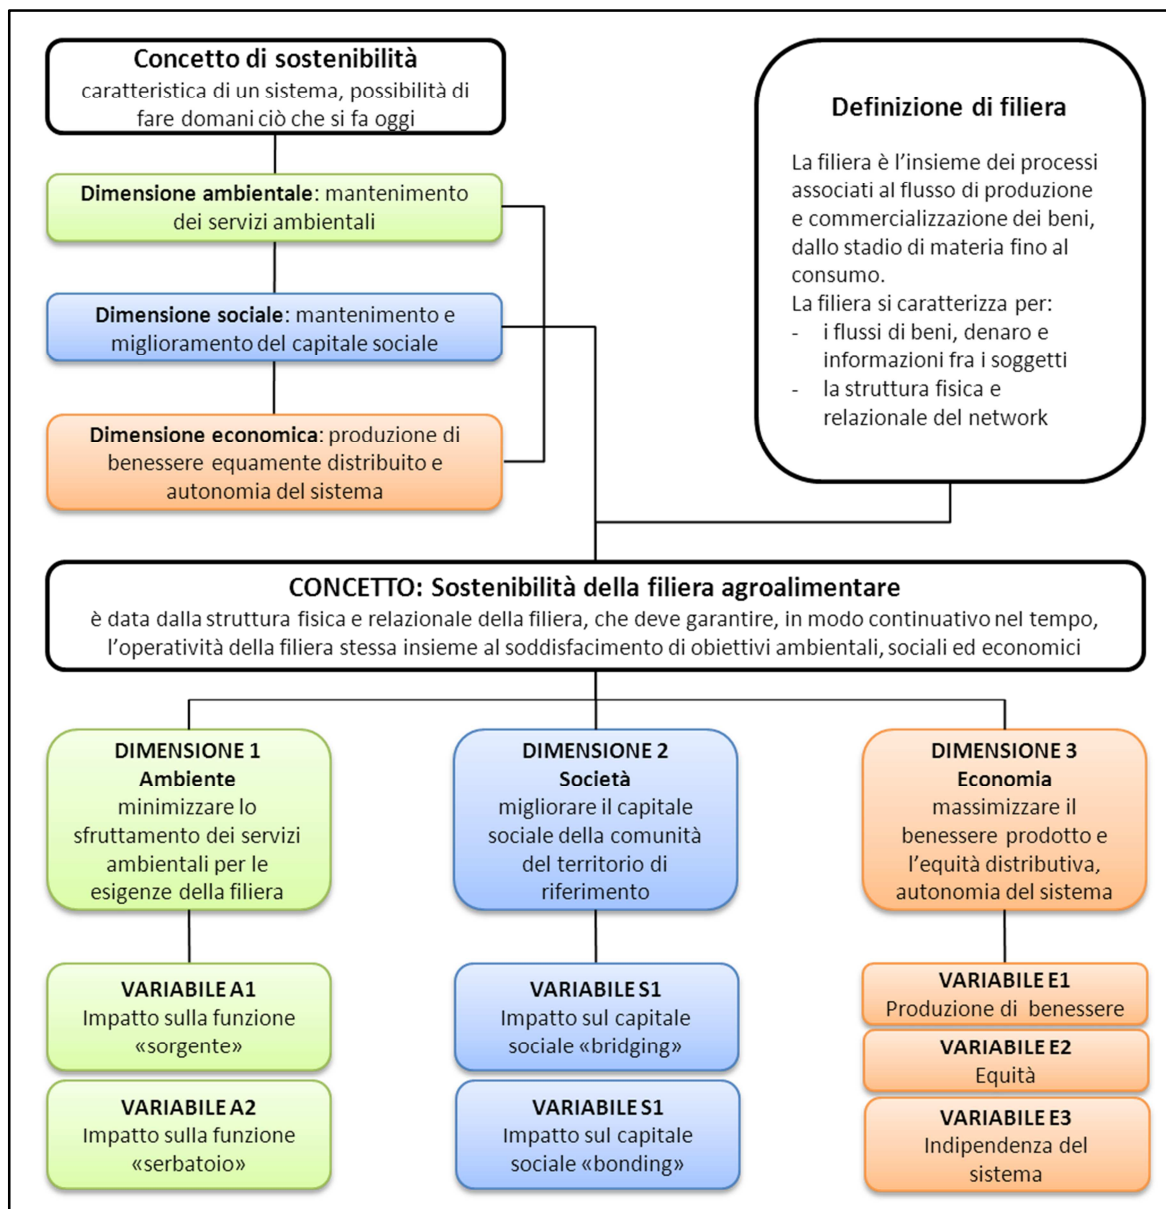 Concetto di sostenibilità
caratteristica di un sistema, possibilità di
fare domani ciò che si fa oggi
Dimensione ambientale: mantenimento
dei servizi ambientali
Dimensione sociale: mantenimento e
miglioramento del capitale sociale
Dimensione economica: produzione di
benessere equamente distribuito e
autonomia del sistema
Definizione di filiera
La filiera è l'insieme dei processi
associati al flusso di produzione
e commercializzazione dei beni,
dallo stadio di materia fino al
consumo.
La filiera si caratterizza per:
- i flussi di beni, denaro e
informazioni fra i soggetti
- la struttura fisica e
relazionale del network
CONCETTO: Sostenibilità della filiera agroalimentare
è data dalla struttura fisica e relazionale della filiera, che deve garantire, in modo continuativo nel tempo,
l'operatività della filiera stessa insieme al soddisfacimento di obiettivi ambientali, sociali ed economici
DIMENSIONE 1
Ambiente
minimizzare lo
sfruttamento dei servizi
ambientali per le
esigenze della filiera
VARIABILE A1
Impatto sulla funzione
«sorgente»
VARIABILE A2
Impatto sulla funzione
«serbatoio»
DIMENSIONE 2
Società
migliorare il capitale
sociale della comunità
del territorio di
riferimento
VARIABILE S1
Impatto sul capitale
sociale «bridging»
VARIABILE S1
Impatto sul capitale
sociale «bonding»
DIMENSIONE 3
Economia
massimizzare il
benessere prodotto e
l'equità distributiva,
autonomia del sistema
VARIABILE E1
Produzione di benessere
VARIABILE E2
Equità
VARIABILE E3
Indipendenza del
sistema